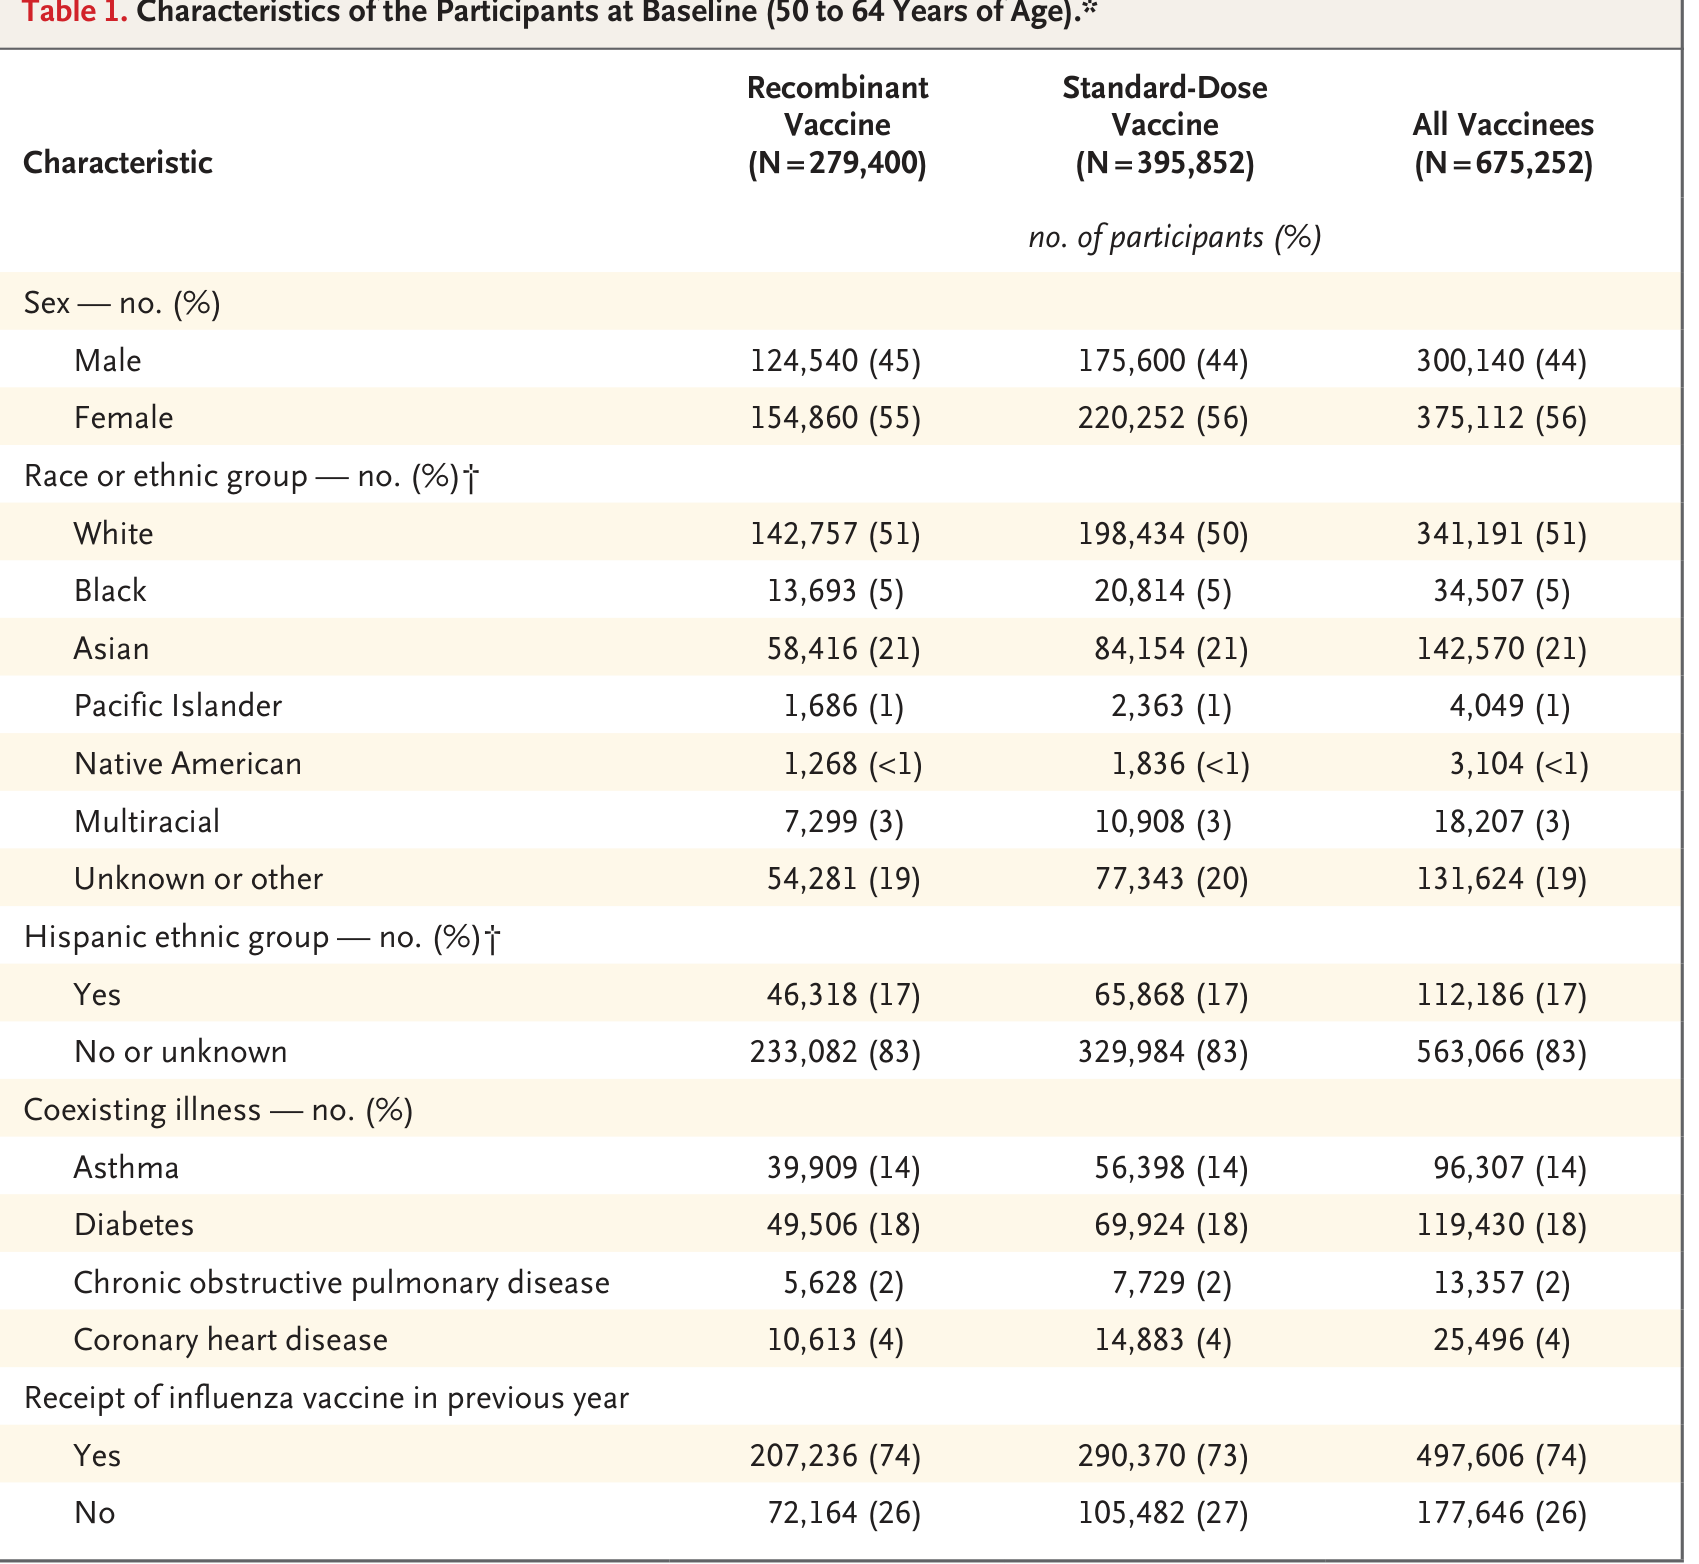 Table 1. Characteristics of the Participants at Baseline (50 to 64 Years of Age).*
Characteristic Recombinant Vaccine (N=279,400) Standard-Dose Vaccine (N=395,852) All Vaccinees (N=675,252)
no. of participants (%)
Sex — no. (%)
Male 124,540 (45) 175,600 (44) 300,140 (44)
Female 154,860 (55) 220,252 (56) 375,112 (56)
Race or ethnic group — no. (%)†
White 142,757 (51) 198,434 (50) 341,191 (51)
Black 13,693 (5) 20,814 (5) 34,507 (5)
Asian 58,416 (21) 84,154 (21) 142,570 (21)
Pacific Islander 1,686 (1) 2,363 (1) 4,049 (1)
Native American 1,268 (<1) 1,836 (<1) 3,104 (<1)
Multiracial 7,299 (3) 10,908 (3) 18,207 (3)
Unknown or other 54,281 (19) 77,343 (20) 131,624 (19)
Hispanic ethnic group — no. (%)†
Yes 46,318 (17) 65,868 (17) 112,186 (17)
No or unknown 233,082 (83) 329,984 (83) 563,066 (83)
Coexisting illness — no. (%)
Asthma 39,909 (14) 56,398 (14) 96,307 (14)
Diabetes 49,506 (18) 69,924 (18) 119,430 (18)
Chronic obstructive pulmonary disease 5,628 (2) 7,729 (2) 13,357 (2)
Coronary heart disease 10,613 (4) 14,883 (4) 25,496 (4)
Receipt of influenza vaccine in previous year
Yes 207,236 (74) 290,370 (73) 497,606 (74)
No 72,164 (26) 105,482 (27) 177,646 (26)